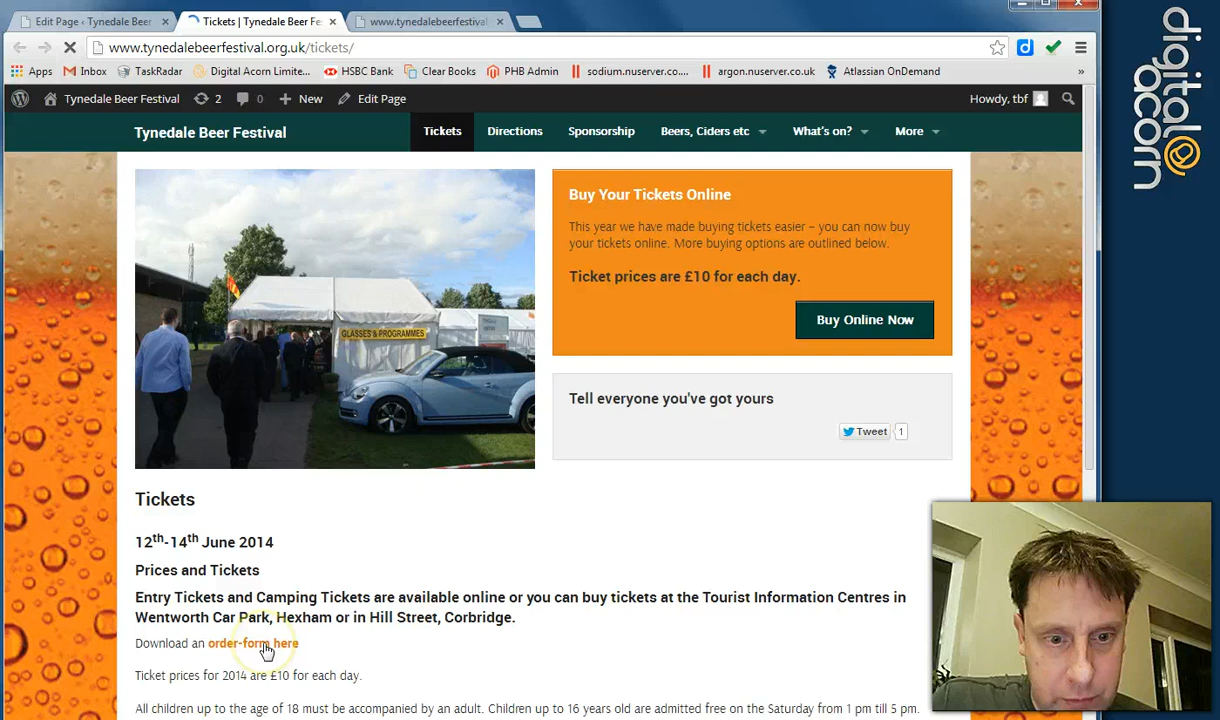 Edit Page ‹ Tynedale Beer
Tickets | Tynedale Beer Fe
www.tynedalebeerfestival
www.tynedalebeerfestival.org.uk/tickets/
Apps Inbox TaskRadar Digital Acorn Limite... HSBC Bank Clear Books PHB Admin sodium.nuserver.co.... argon.nuserver.co.uk Atlassian OnDemand »
Tynedale Beer Festival 2 0 New Edit Page Howdy, tbf
Tynedale Beer Festival Tickets Directions Sponsorship Beers, Ciders etc What's on? More
GLASSES & PROGRAMMES
Buy Your Tickets Online
This year we have made buying tickets easier – you can now buy
your tickets online. More buying options are outlined below.
Ticket prices are £10 for each day.
Buy Online Now
Tell everyone you've got yours
Tweet 1
Tickets
12th-14th June 2014
Prices and Tickets
Entry Tickets and Camping Tickets are available online or you can buy tickets at the Tourist Information Centres in
Wentworth Car Park, Hexham or in Hill Street, Corbridge.
Download an order-form here
Ticket prices for 2014 are £10 for each day.
All children up to the age of 18 must be accompanied by an adult. Children up to 16 years old are admitted free on the Saturday from 1 pm till 5 pm.
digital@acorn